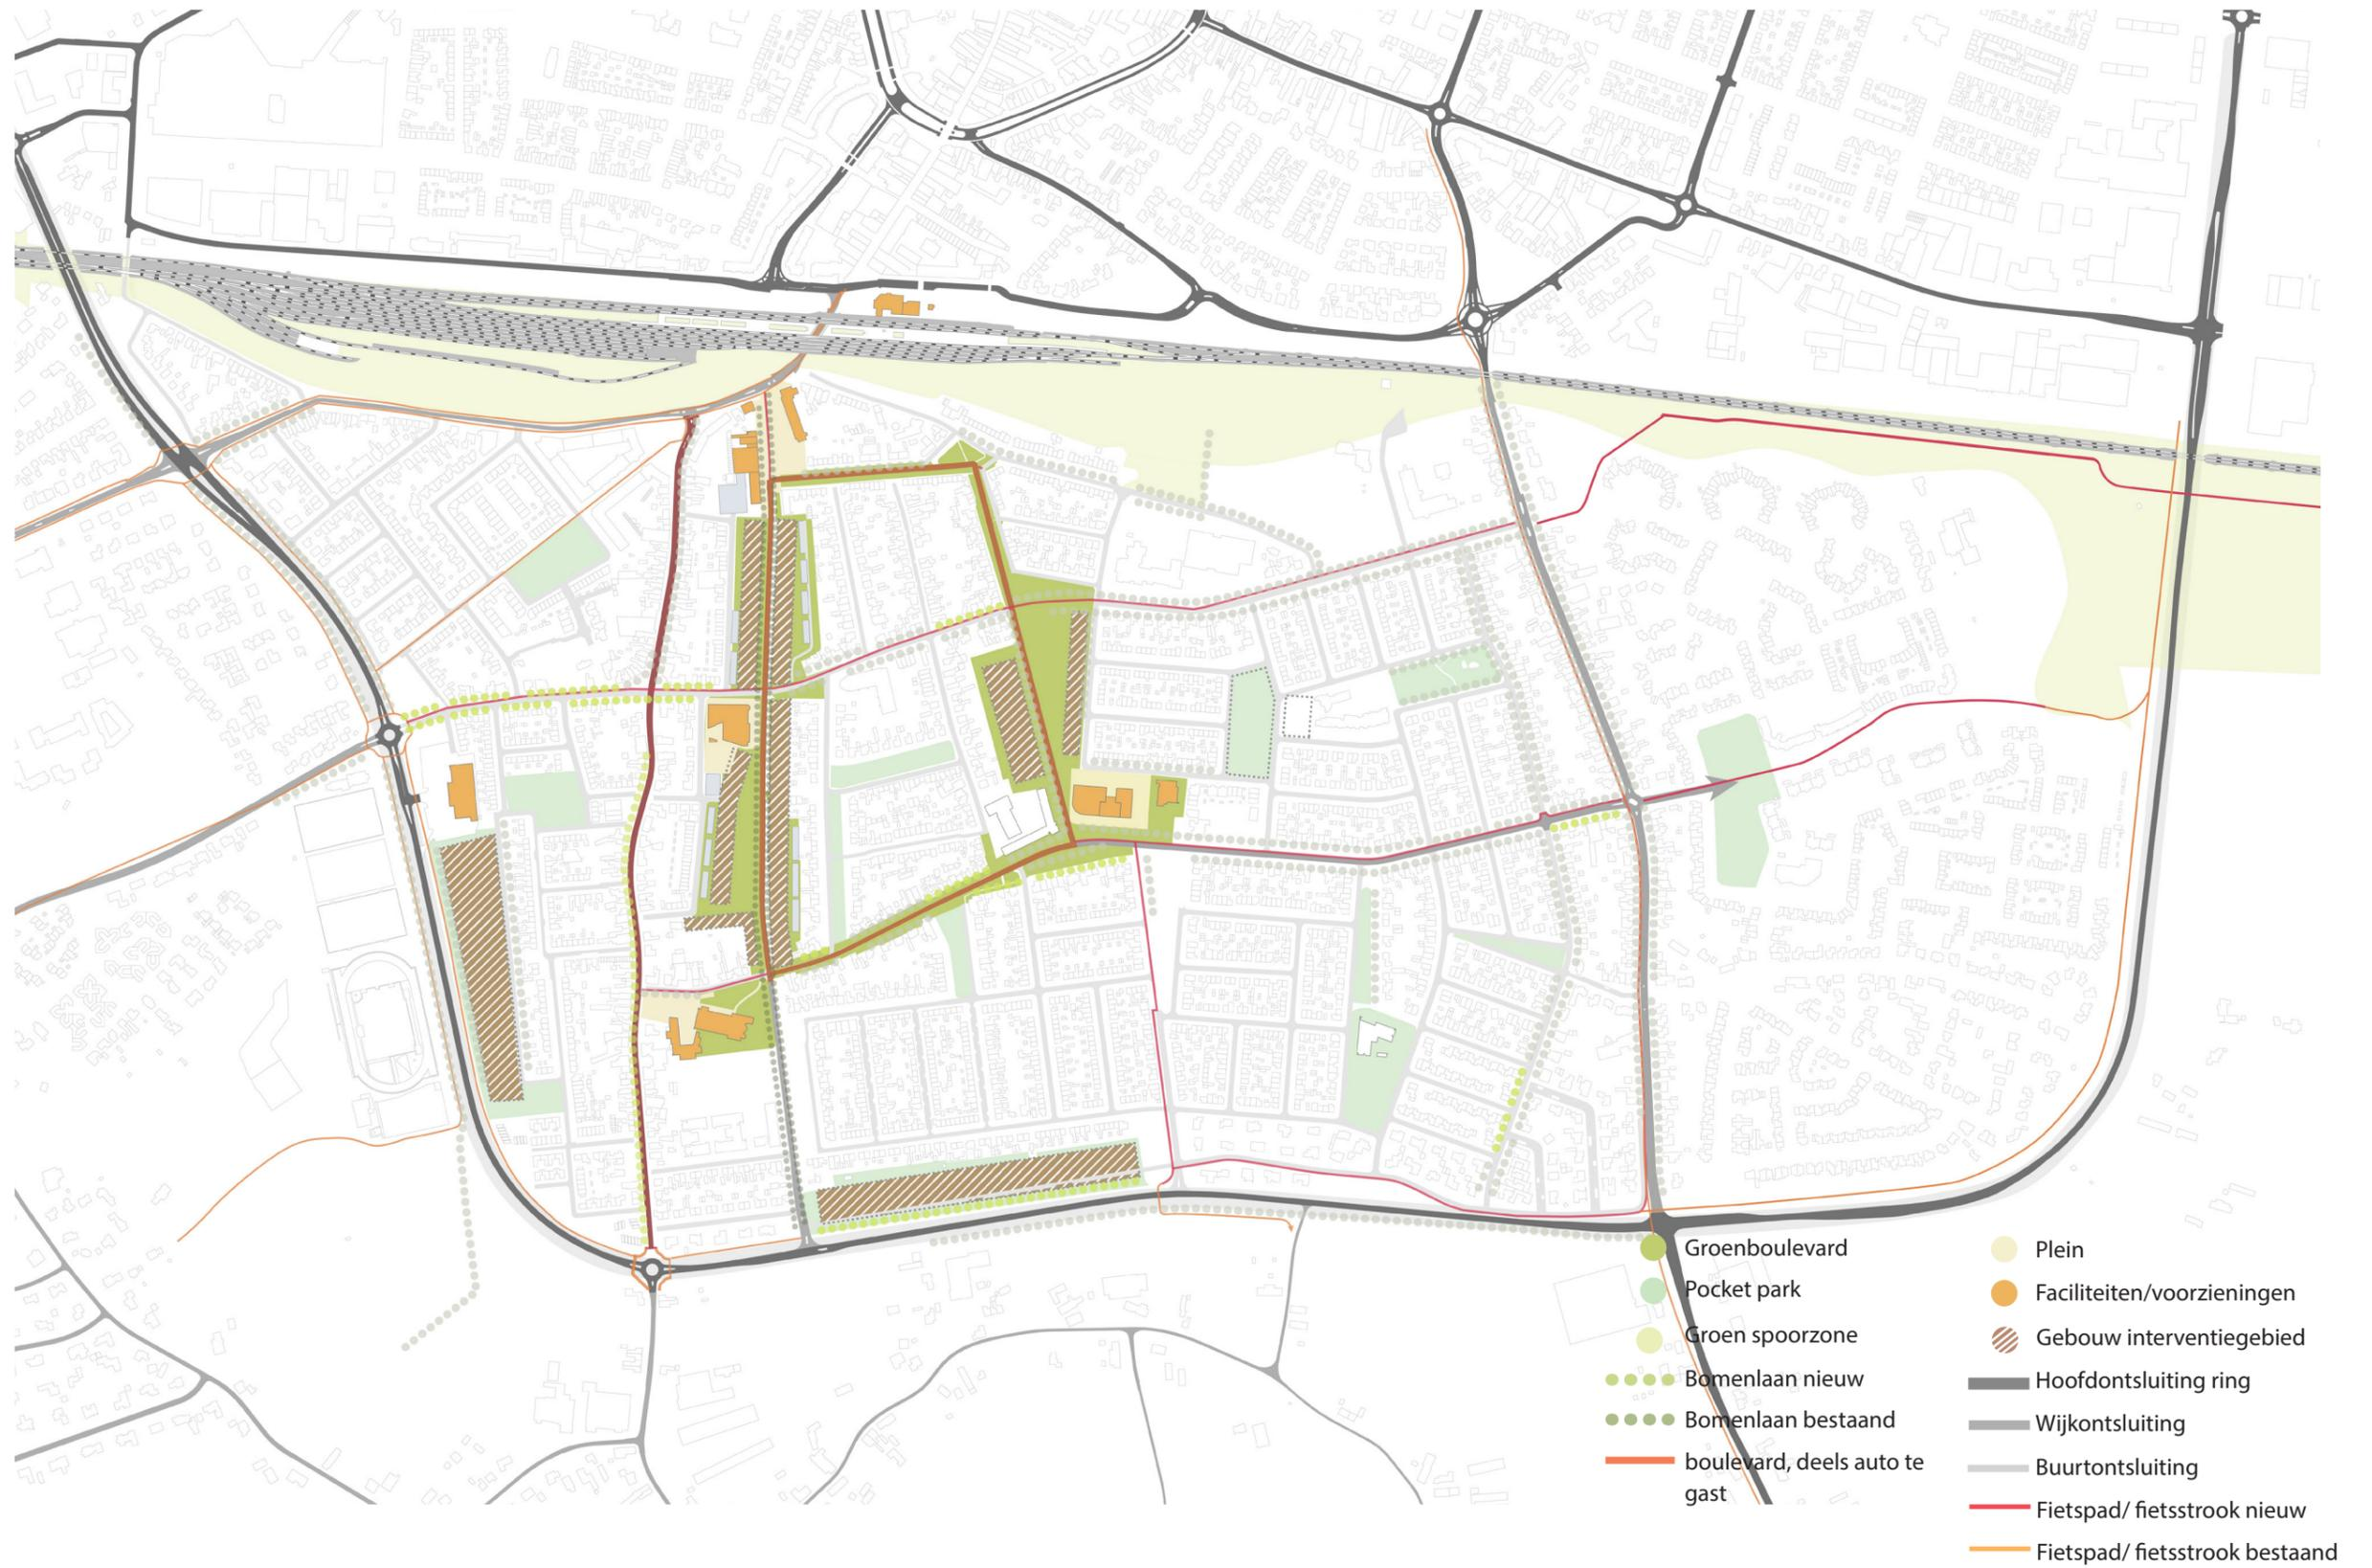 Groenboulevard
Pocket park
Groen spoorzone
Bomenlaan nieuw
Bomenlaan bestaand
boulevard, deels auto te
gast
Plein
Faciliteiten/voorzieningen
Gebouw interventiegebied
Hoofdontsluiting ring
Wijkontsluiting
Buurtontsluiting
Fietspad/ fietsstrook nieuw
Fietspad/ fietsstrook bestaand